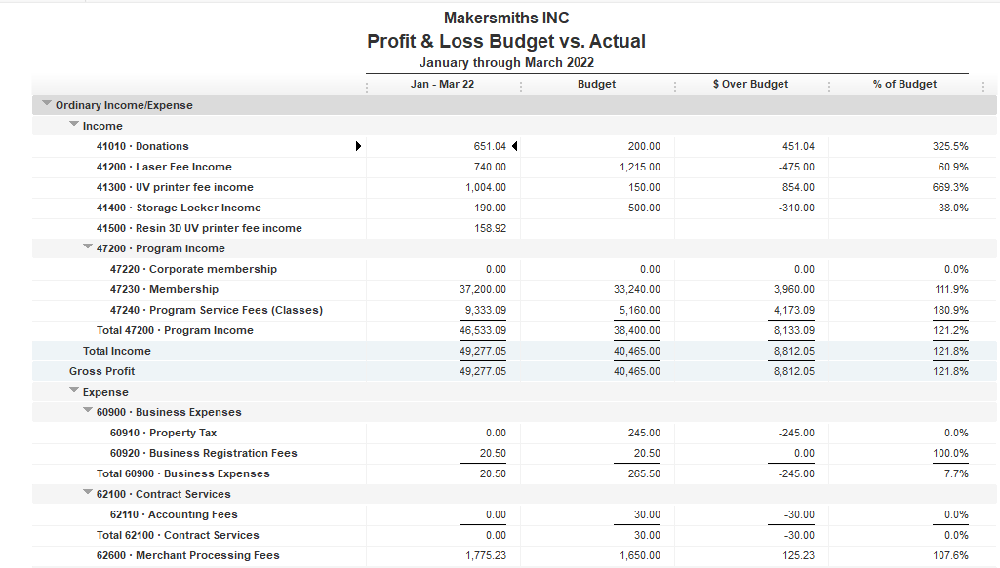 Makersmiths INC
Profit & Loss Budget vs. Actual
January through March 2022
Jan - Mar 22 Budget $ Over Budget % of Budget
Ordinary Income/Expense
Income
41010 · Donations 651.04 200.00 451.04 325.5%
41200 · Laser Fee Income 740.00 1,215.00 -475.00 60.9%
41300 · UV printer fee income 1,004.00 150.00 854.00 669.3%
41400 · Storage Locker Income 190.00 500.00 -310.00 38.0%
41500 · Resin 3D UV printer fee income 158.92
47200 · Program Income
47220 · Corporate membership 0.00 0.00 0.00 0.0%
47230 · Membership 37,200.00 33,240.00 3,960.00 111.9%
47240 · Program Service Fees (Classes) 9,333.09 5,160.00 4,173.09 180.9%
Total 47200 · Program Income 46,533.09 38,400.00 8,133.09 121.2%
Total Income 49,277.05 40,465.00 8,812.05 121.8%
Gross Profit 49,277.05 40,465.00 8,812.05 121.8%
Expense
60900 · Business Expenses
60910 · Property Tax 0.00 245.00 -245.00 0.0%
60920 · Business Registration Fees 20.50 20.50 0.00 100.0%
Total 60900 · Business Expenses 20.50 265.50 -245.00 7.7%
62100 · Contract Services
62110 · Accounting Fees 0.00 30.00 -30.00 0.0%
Total 62100 · Contract Services 0.00 30.00 -30.00 0.0%
62600 · Merchant Processing Fees 1,775.23 1,650.00 125.23 107.6%